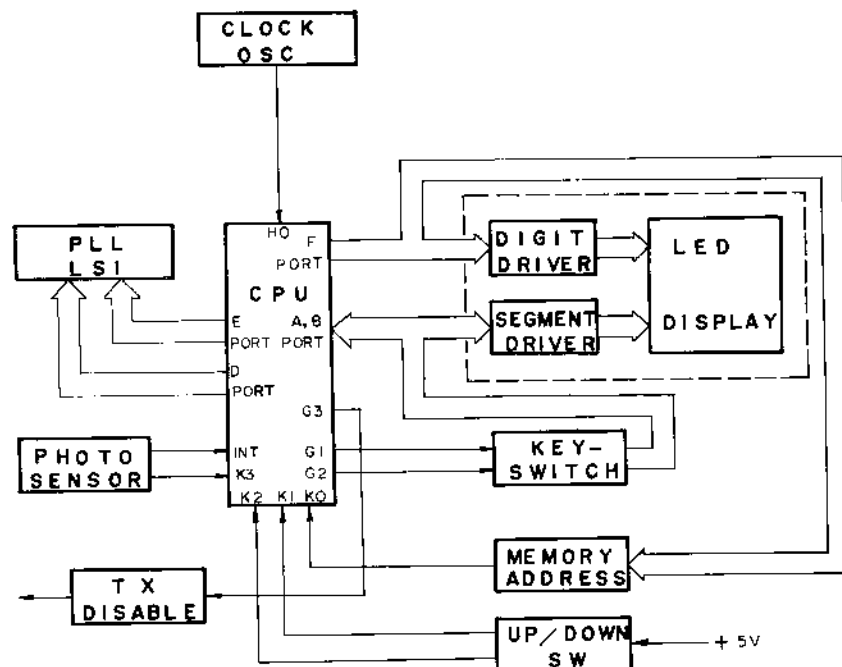 CLOCK
OSC
HO
F
PORT
PLL
LSI
CPU
E
PORT
A,B
PORT
D
PORT
DIGIT
DRIVER
LED
DISPLAY
SEGMENT
DRIVER
G3
PHOTO
SENSOR
INT
K3
G1
G2
KEY-
SWITCH
K2 K1 K0
MEMORY
ADDRESS
TX
DISABLE
UP/DOWN
SW
+ 5V